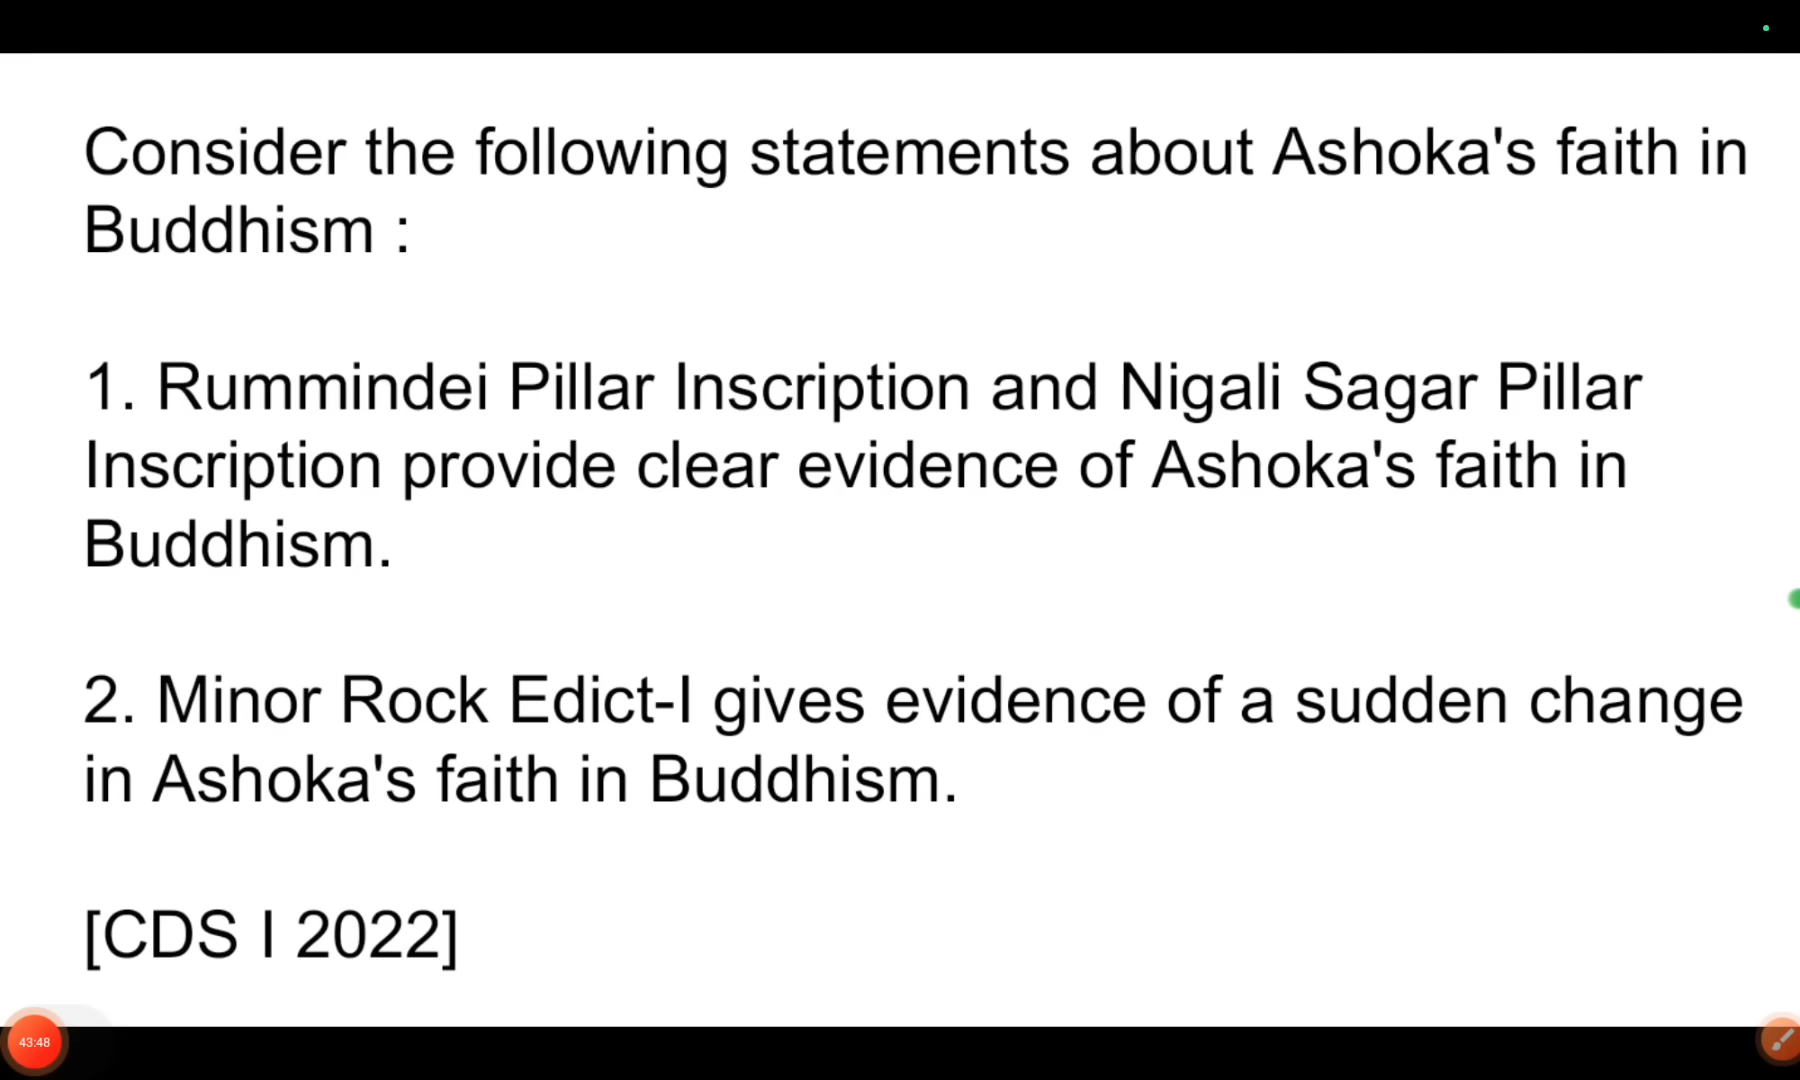 Consider the following statements about Ashoka's faith in
Buddhism :
1. Rummindei Pillar Inscription and Nigali Sagar Pillar
Inscription provide clear evidence of Ashoka's faith in
Buddhism.
2. Minor Rock Edict-I gives evidence of a sudden change
in Ashoka's faith in Buddhism.
[CDS I 2022]
43:48